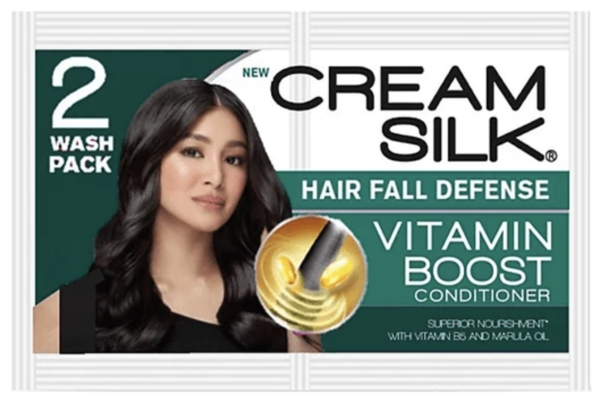 2
WASH
PACK
NEW
CREAM
SILK®
HAIR FALL DEFENSE
VITAMIN
BOOST
CONDITIONER
SUPERIOR NOURISHMENT*
WITH VITAMIN B5 AND MARULA OIL